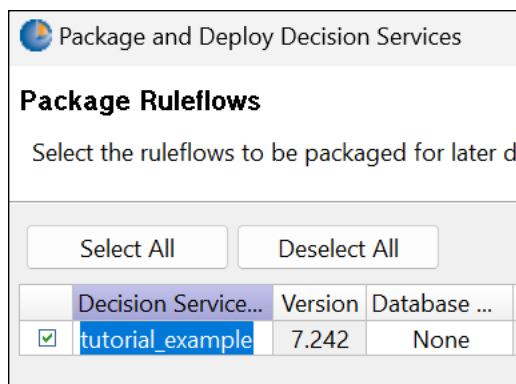 Package and Deploy Decision Services
Package Ruleflows
Select the ruleflows to be packaged for later d
Select All Deselect All
Decision Service... Version Database ...
tutorial_example 7.242 None